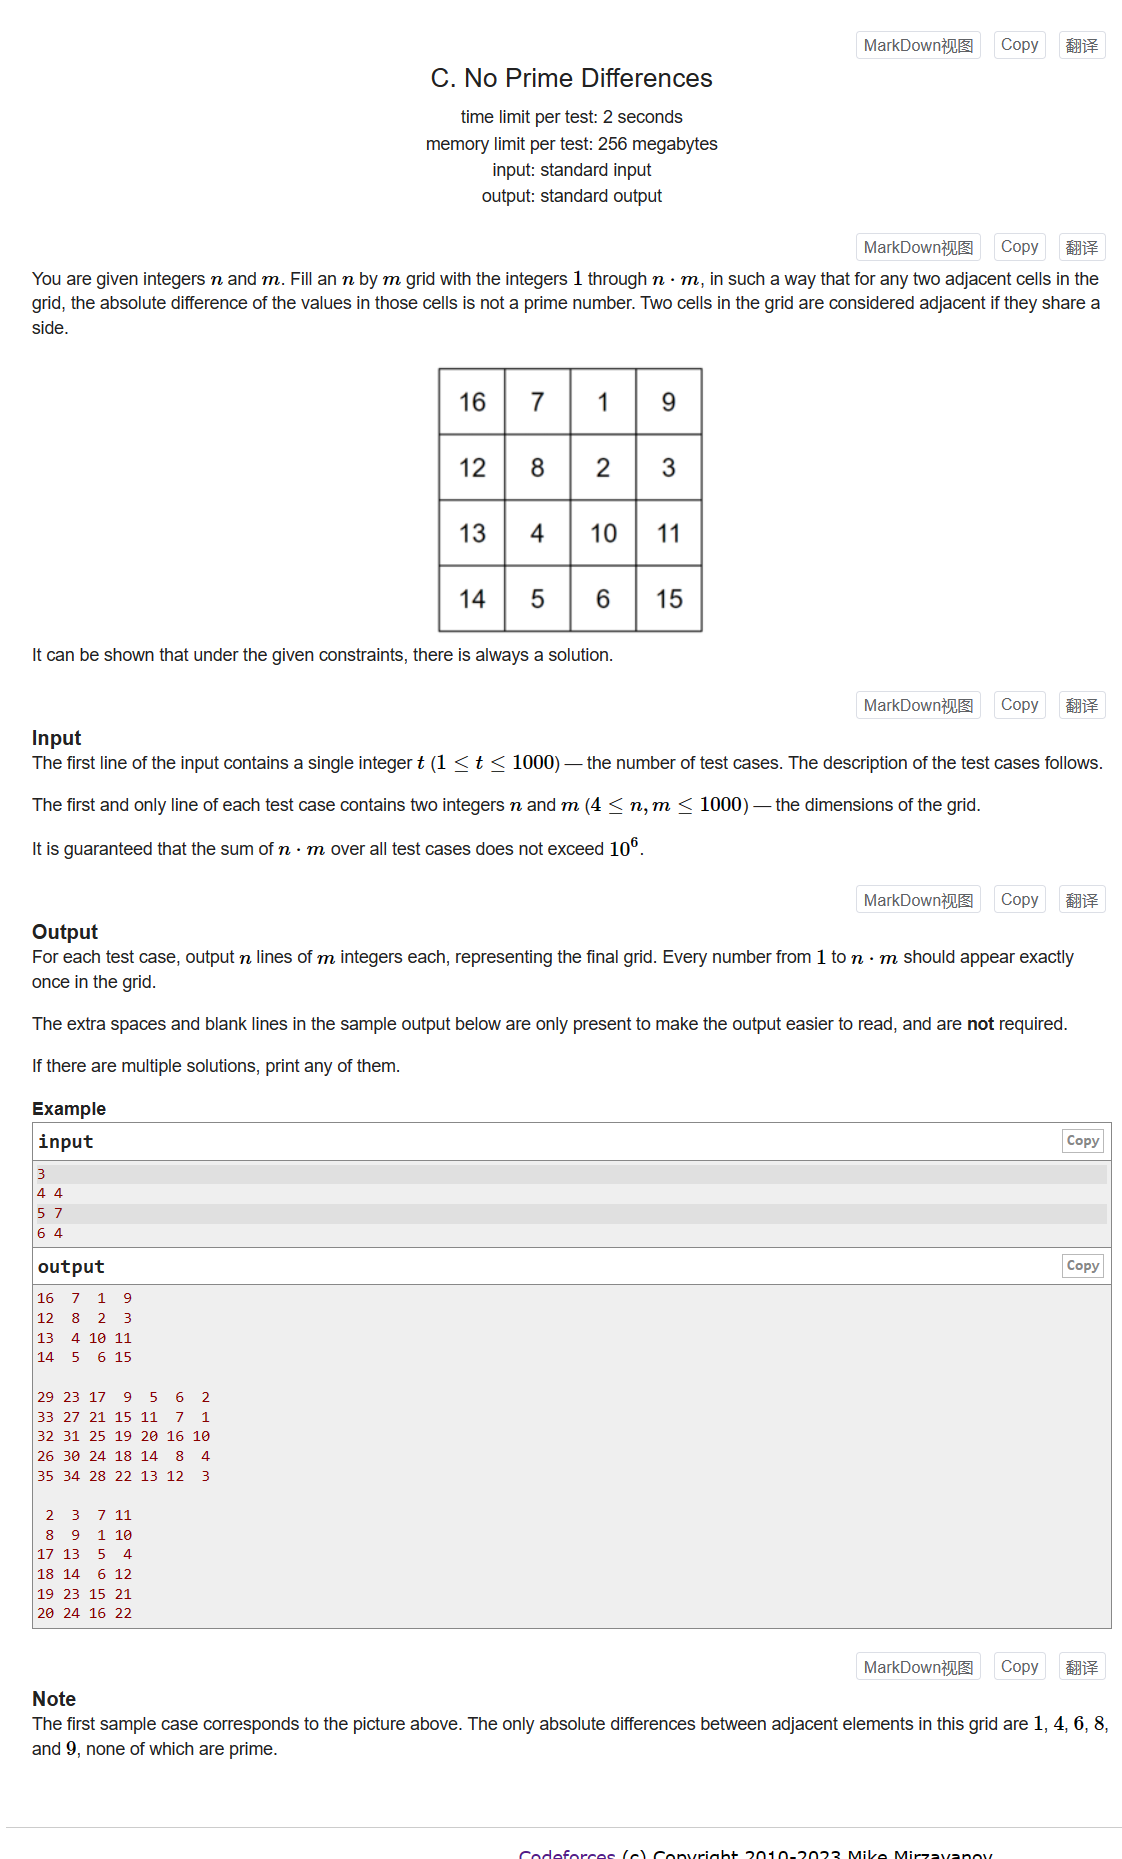 MarkDown视图 Copy 翻译
C. No Prime Differences
time limit per test: 2 seconds
memory limit per test: 256 megabytes
input: standard input
output: standard output
MarkDown视图 Copy 翻译
You are given integers n and m. Fill an n by m grid with the integers 1 through n · m, in such a way that for any two adjacent cells in the
grid, the absolute difference of the values in those cells is not a prime number. Two cells in the grid are considered adjacent if they share a
side.
16 7 1 9
12 8 2 3
13 4 10 11
14 5 6 15
It can be shown that under the given constraints, there is always a solution.
MarkDown视图 Copy 翻译
Input
The first line of the input contains a single integer t (1 ≤ t ≤ 1000) — the number of test cases. The description of the test cases follows.
The first and only line of each test case contains two integers n and m (4 ≤ n, m ≤ 1000) — the dimensions of the grid.
It is guaranteed that the sum of n · m over all test cases does not exceed 10⁶.
MarkDown视图 Copy 翻译
Output
For each test case, output n lines of m integers each, representing the final grid. Every number from 1 to n · m should appear exactly
once in the grid.
The extra spaces and blank lines in the sample output below are only present to make the output easier to read, and are not required.
If there are multiple solutions, print any of them.
Example
input Copy
3
4 4
5 7
6 4
output Copy
16 7 1 9
12 8 2 3
13 4 10 11
14 5 6 15
29 23 17 9 5 6 2
33 27 21 15 11 7 1
32 31 25 19 20 16 10
26 30 24 18 14 8 4
35 34 28 22 13 12 3
2 3 7 11
8 9 1 10
17 13 5 4
18 14 6 12
19 23 15 21
20 24 16 22
MarkDown视图 Copy 翻译
Note
The first sample case corresponds to the picture above. The only absolute differences between adjacent elements in this grid are 1, 4, 6, 8,
and 9, none of which are prime.
Codeforces (c) Copyright 2010-2023 Mike Mirzayanov